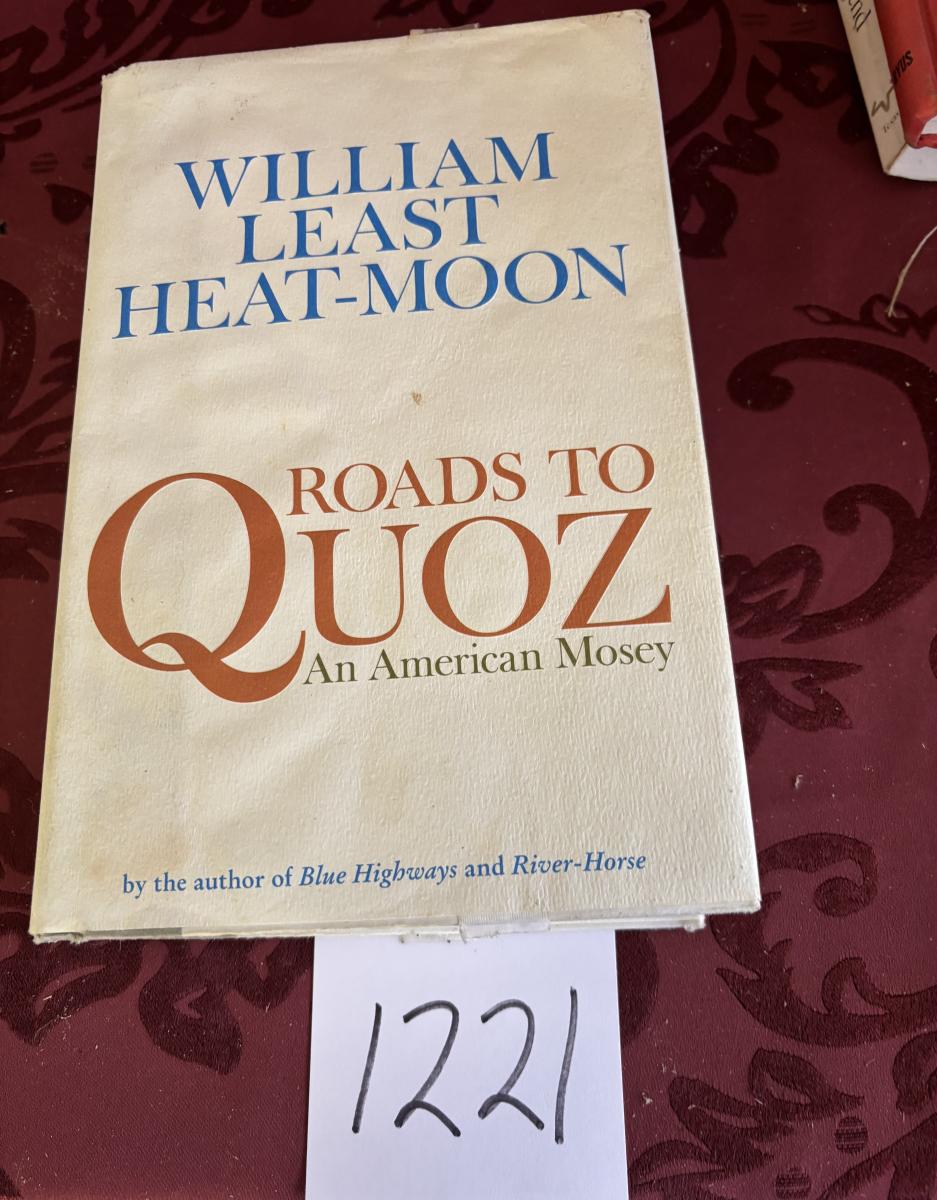 WILLIAM
LEAST
HEAT-MOON
ROADS TO
QUOZ
An American Mosey
by the author of Blue Highways and River-Horse
1221